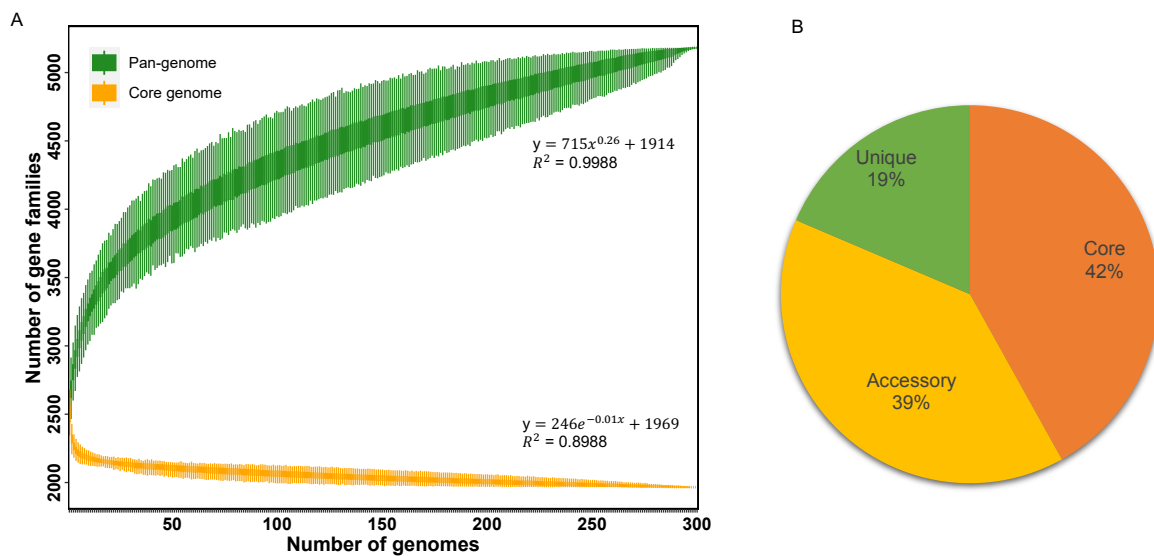 A
B
Pan-genome
Core genome
Number of gene families
5000
4500
4000
3500
3000
2500
2000
y = 715x^0.26 + 1914
R² = 0.9988
y = 246e^−0.01x + 1969
R² = 0.8988
50
100
150
200
250
300
Number of genomes
Unique
19%
Core
42%
Accessory
39%